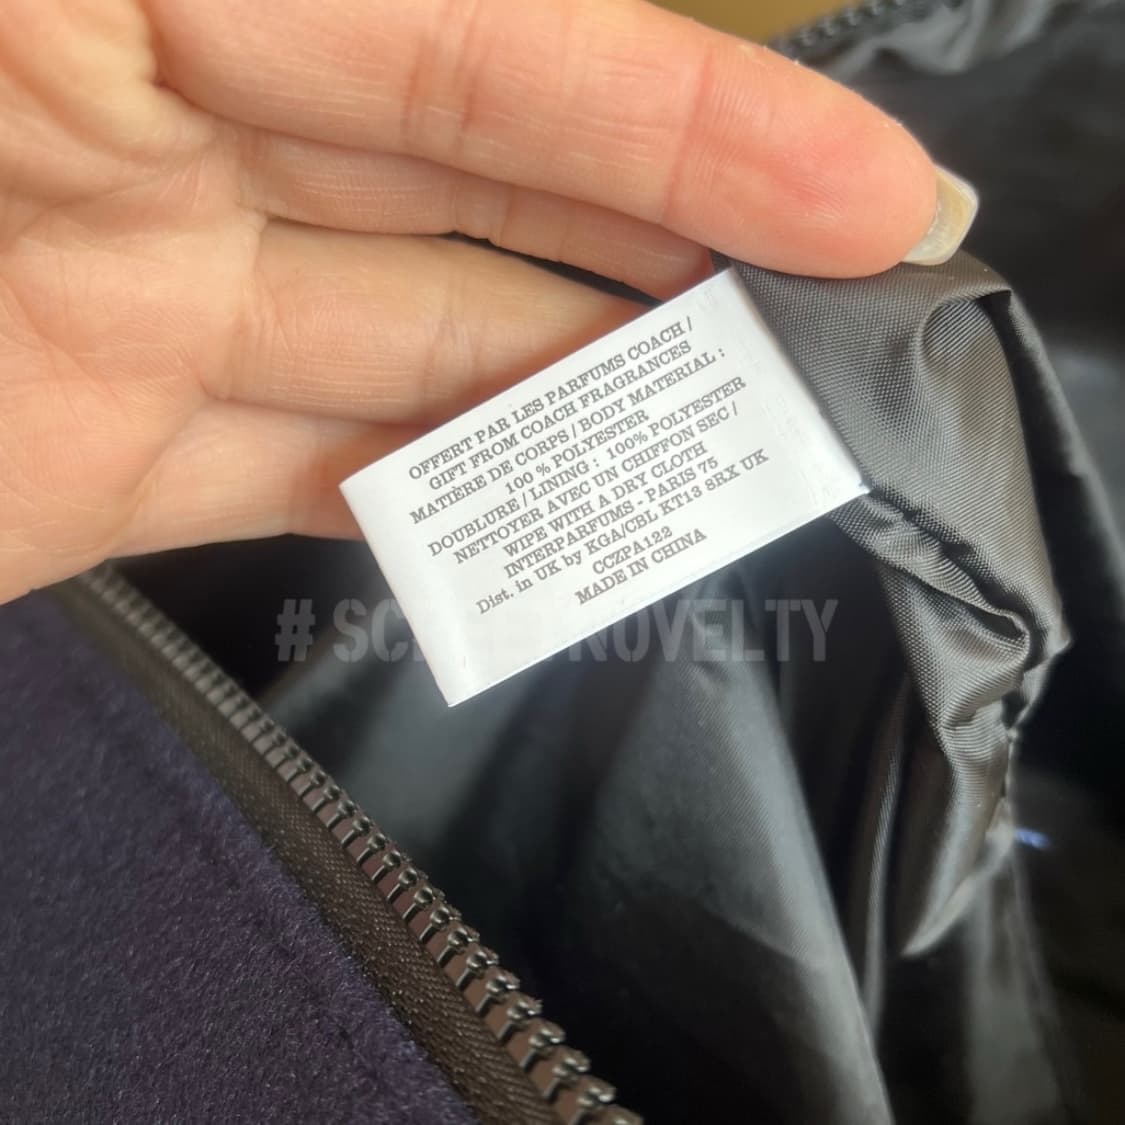 OFFERT PAR LES PARFUMS COACH /
GIFT FROM COACH FRAGRANCES
MATIÈRE DE CORPS / BODY MATERIAL :
100 % POLYESTER
DOUBLURE / LINING : 100% POLYESTER
NETTOYER AVEC UN CHIFFON SEC /
WIPE WITH A DRY CLOTH
INTERPARFUMS - PARIS 75
Dist. in UK by KGA/CBL KT13 8RX UK
CCZPA122
MADE IN CHINA